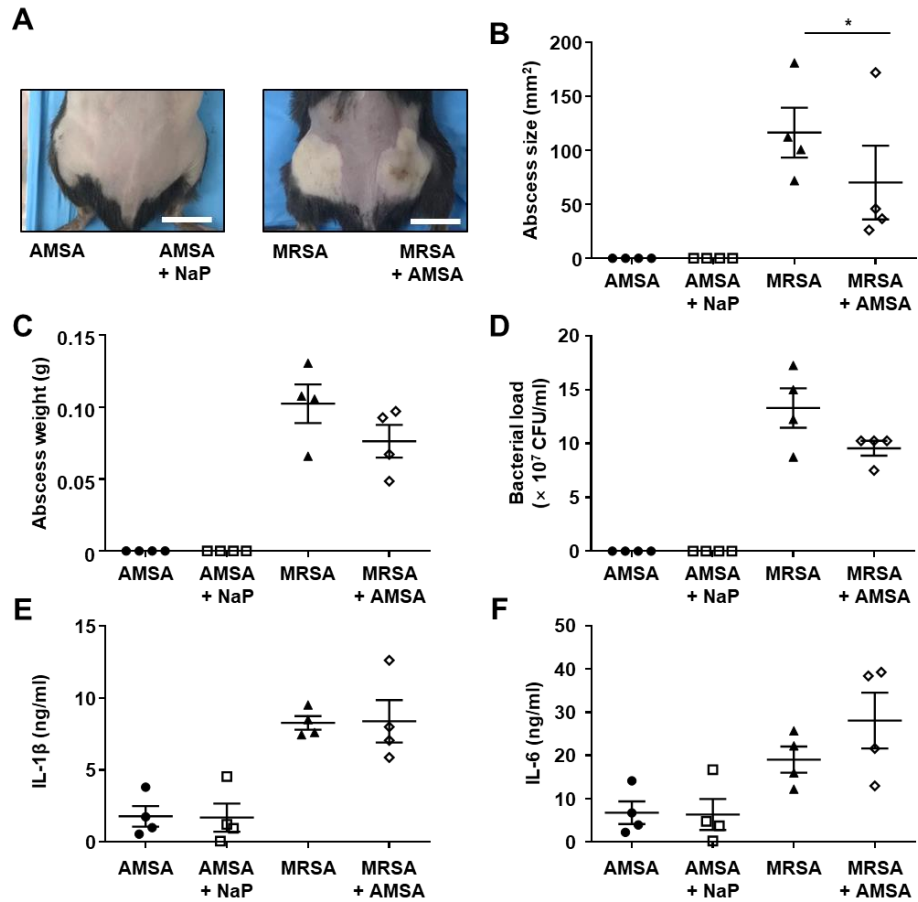 A
AMSA
AMSA
+ NaP
MRSA
MRSA
+ AMSA
B
*
Abscess size (mm²)
200
150
100
50
0
AMSA
AMSA
+ NaP
MRSA
MRSA
+ AMSA
C
Abscess weight (g)
0.15
0.10
0.05
0
AMSA
AMSA
+ NaP
MRSA
MRSA
+ AMSA
D
Bacterial load
(× 10⁷ CFU/ml)
20
15
10
5
0
AMSA
AMSA
+ NaP
MRSA
MRSA
+ AMSA
E
IL-1β (ng/ml)
15
10
5
0
AMSA
AMSA
+ NaP
MRSA
MRSA
+ AMSA
F
IL-6 (ng/ml)
50
40
30
20
10
0
AMSA
AMSA
+ NaP
MRSA
MRSA
+ AMSA